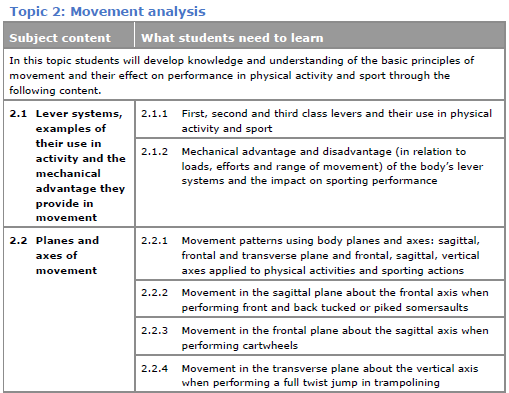 Topic 2: Movement analysis
Subject content What students need to learn
In this topic students will develop knowledge and understanding of the basic principles of
movement and their effect on performance in physical activity and sport through the
following content.
2.1 Lever systems,
examples of
their use in
activity and the
mechanical
advantage they
provide in
movement
2.1.1 First, second and third class levers and their use in physical
activity and sport
2.1.2 Mechanical advantage and disadvantage (in relation to
loads, efforts and range of movement) of the body's lever
systems and the impact on sporting performance
2.2 Planes and
axes of
movement
2.2.1 Movement patterns using body planes and axes: sagittal,
frontal and transverse plane and frontal, sagittal, vertical
axes applied to physical activities and sporting actions
2.2.2 Movement in the sagittal plane about the frontal axis when
performing front and back tucked or piked somersaults
2.2.3 Movement in the frontal plane about the sagittal axis when
performing cartwheels
2.2.4 Movement in the transverse plane about the vertical axis
when performing a full twist jump in trampolining